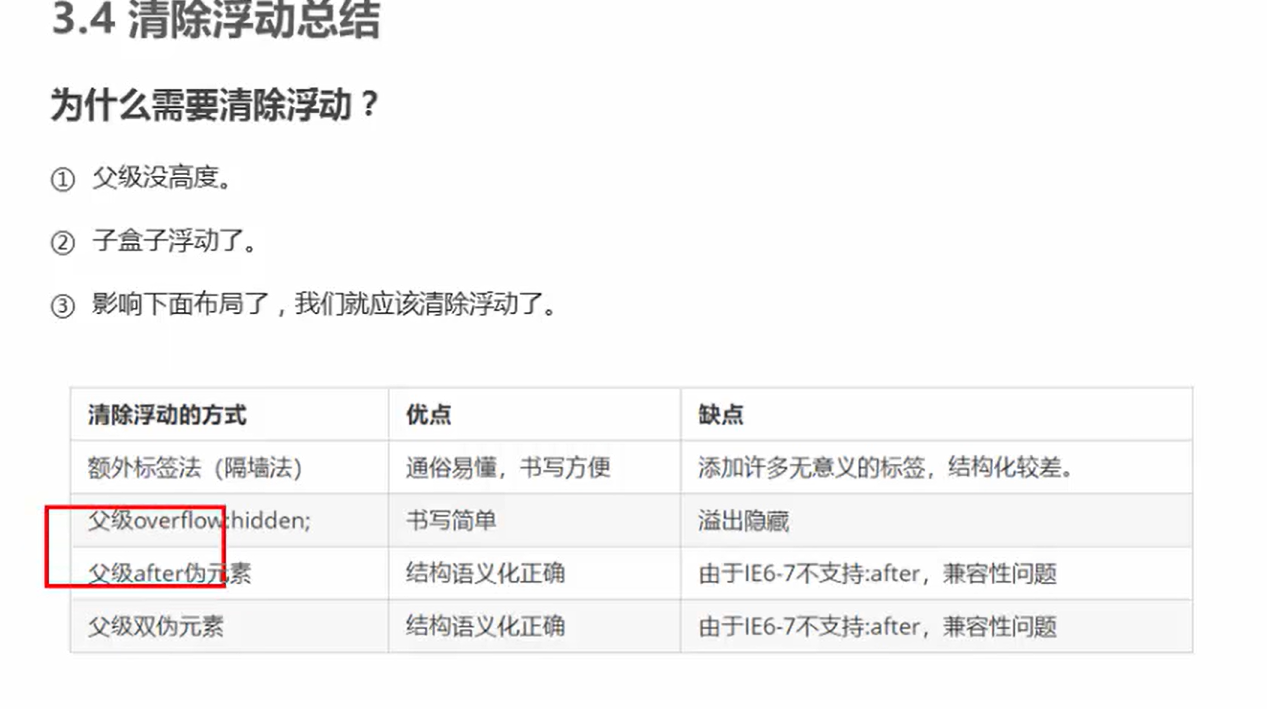 3.4 清除浮动总结
为什么需要清除浮动？
① 父级没高度。
② 子盒子浮动了。
③ 影响下面布局了，我们就应该清除浮动了。
清除浮动的方式 优点 缺点
额外标签法（隔墙法） 通俗易懂，书写方便 添加许多无意义的标签，结构化较差。
父级overflow:hidden; 书写简单 溢出隐藏
父级after伪元素 结构语义化正确 由于IE6-7不支持:after，兼容性问题
父级双伪元素 结构语义化正确 由于IE6-7不支持:after，兼容性问题